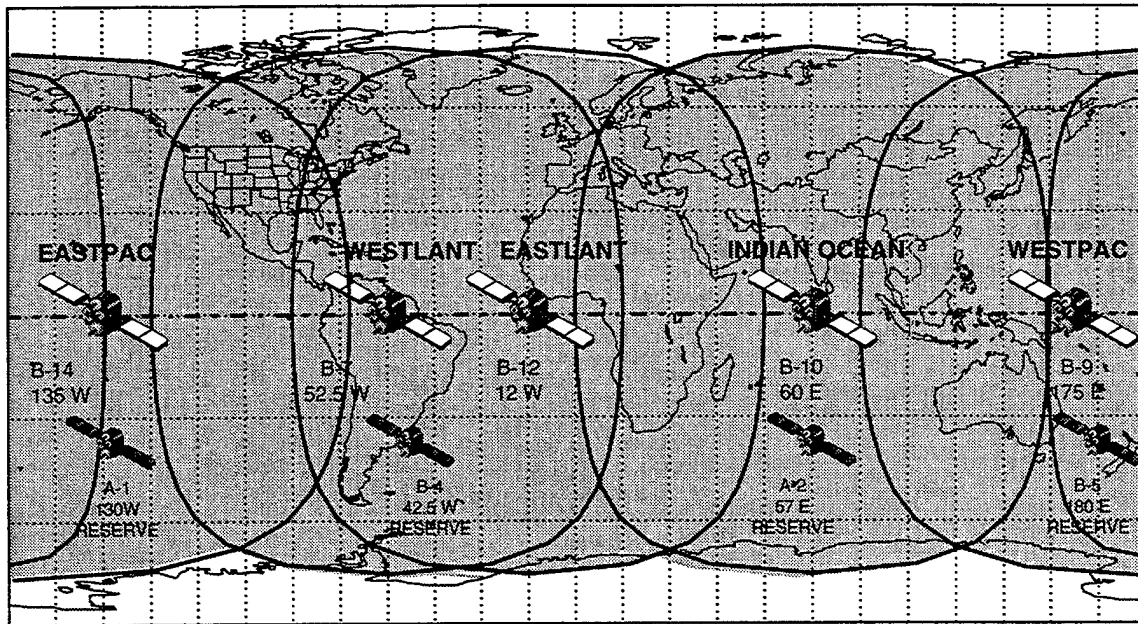 EASTPAC
WESTLANT
EASTLANT
INDIAN OCEAN
WESTPAC
B-14
135 W
B-
52.5 W
B-12
12 W
B-10
60 E
B-9
175 E
A-1
130W
RESERVE
B-4
42.5 W
RESERVE
A-2
57 E
RESERVE
B-5
180 E
RESERVE